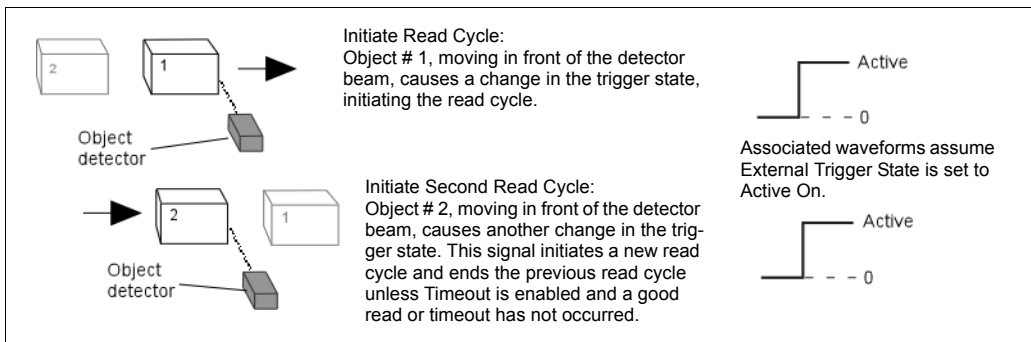 2
1
Object
detector
Initiate Read Cycle:
Object # 1, moving in front of the detector
beam, causes a change in the trigger state,
initiating the read cycle.
Active
0
Associated waveforms assume
External Trigger State is set to
Active On.
2
1
Object
detector
Initiate Second Read Cycle:
Object # 2, moving in front of the detector
beam, causes another change in the trig-
ger state. This signal initiates a new read
cycle and ends the previous read cycle
unless Timeout is enabled and a good
read or timeout has not occurred.
Active
0